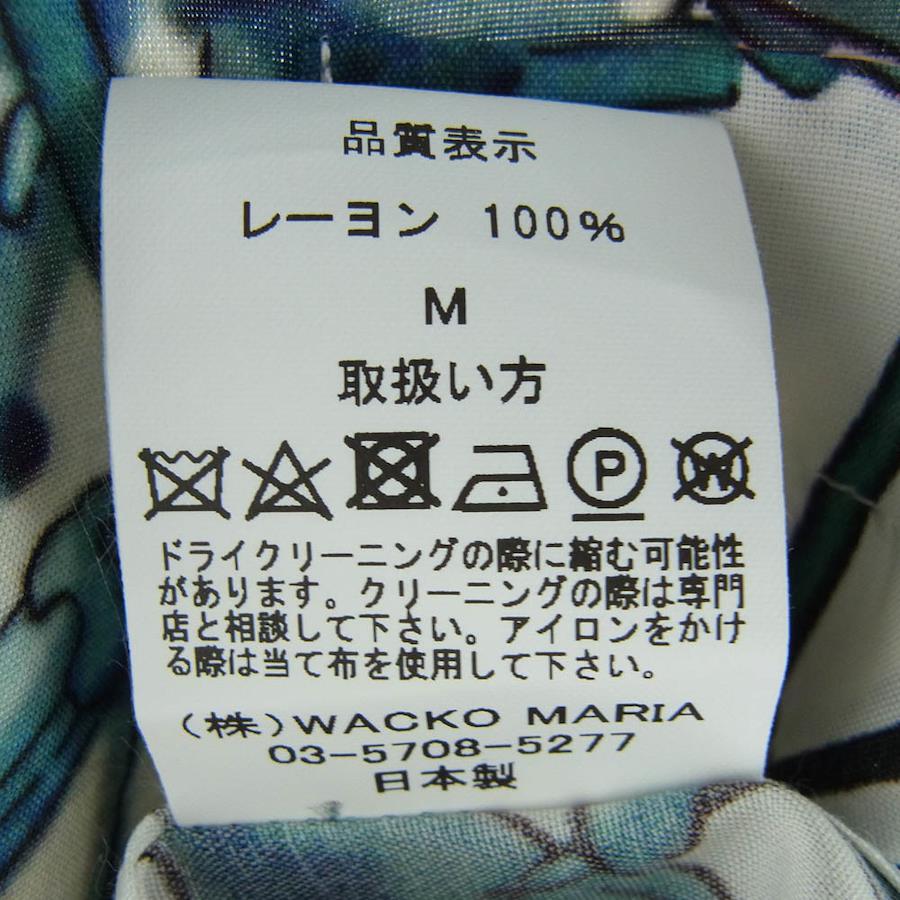 品質表示
レーヨン 100%
M
取扱い方
P
W
ドライクリーニングの際に縮む可能性
があります。クリーニングの際は専門
店と相談して下さい。アイロンをかけ
る際は当て布を使用して下さい。
(株)WACKO MARIA
03-5708-5277
日本製